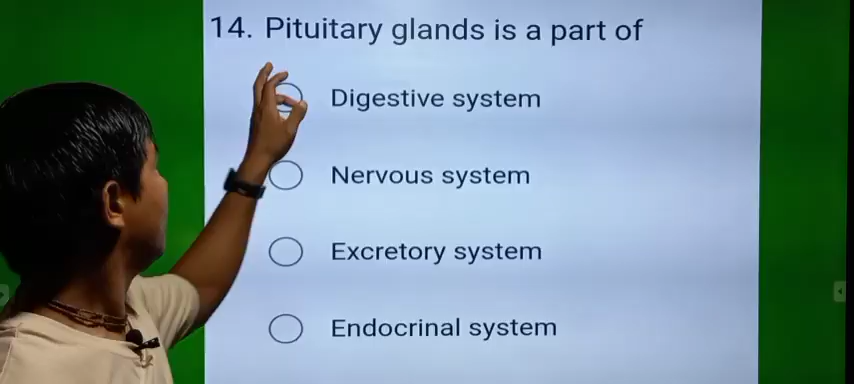 14. Pituitary glands is a part of
Digestive system
Nervous system
Excretory system
Endocrinal system